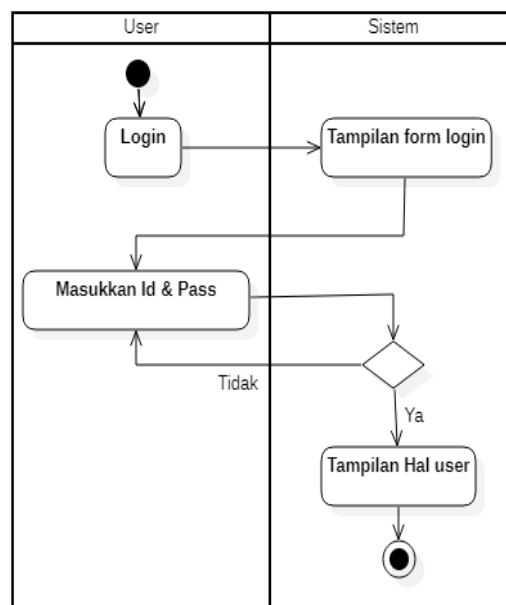 User
Sistem
Login
Tampilan form login
Masukkan Id & Pass
Tidak
Ya
Tampilan Hal user